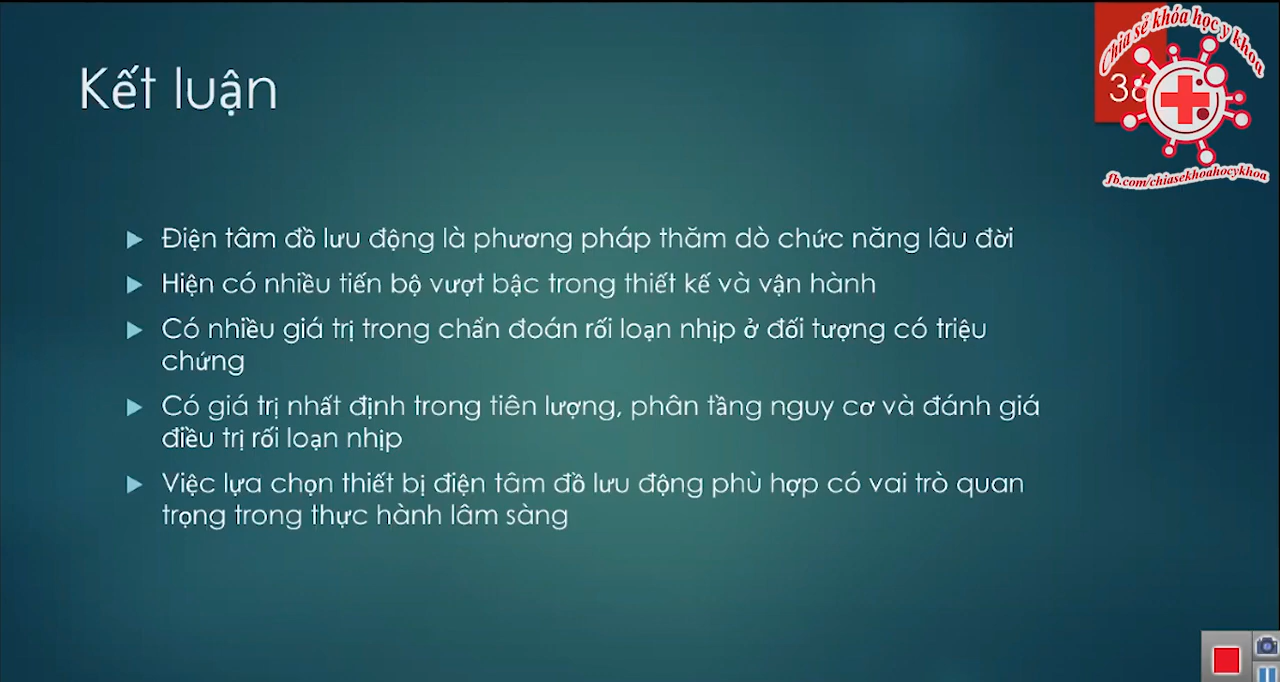 Kết luận
Chia sẻ khóa học y khoa
36
fb.com/chiasekhoahocykhoa
Điện tâm đồ lưu động là phương pháp thăm dò chức năng lâu đời
Hiện có nhiều tiến bộ vượt bậc trong thiết kế và vận hành
Có nhiều giá trị trong chẩn đoán rối loạn nhịp ở đối tượng có triệu
chứng
Có giá trị nhất định trong tiên lượng, phân tầng nguy cơ và đánh giá
điều trị rối loạn nhịp
Việc lựa chọn thiết bị điện tâm đồ lưu động phù hợp có vai trò quan
trọng trong thực hành lâm sàng